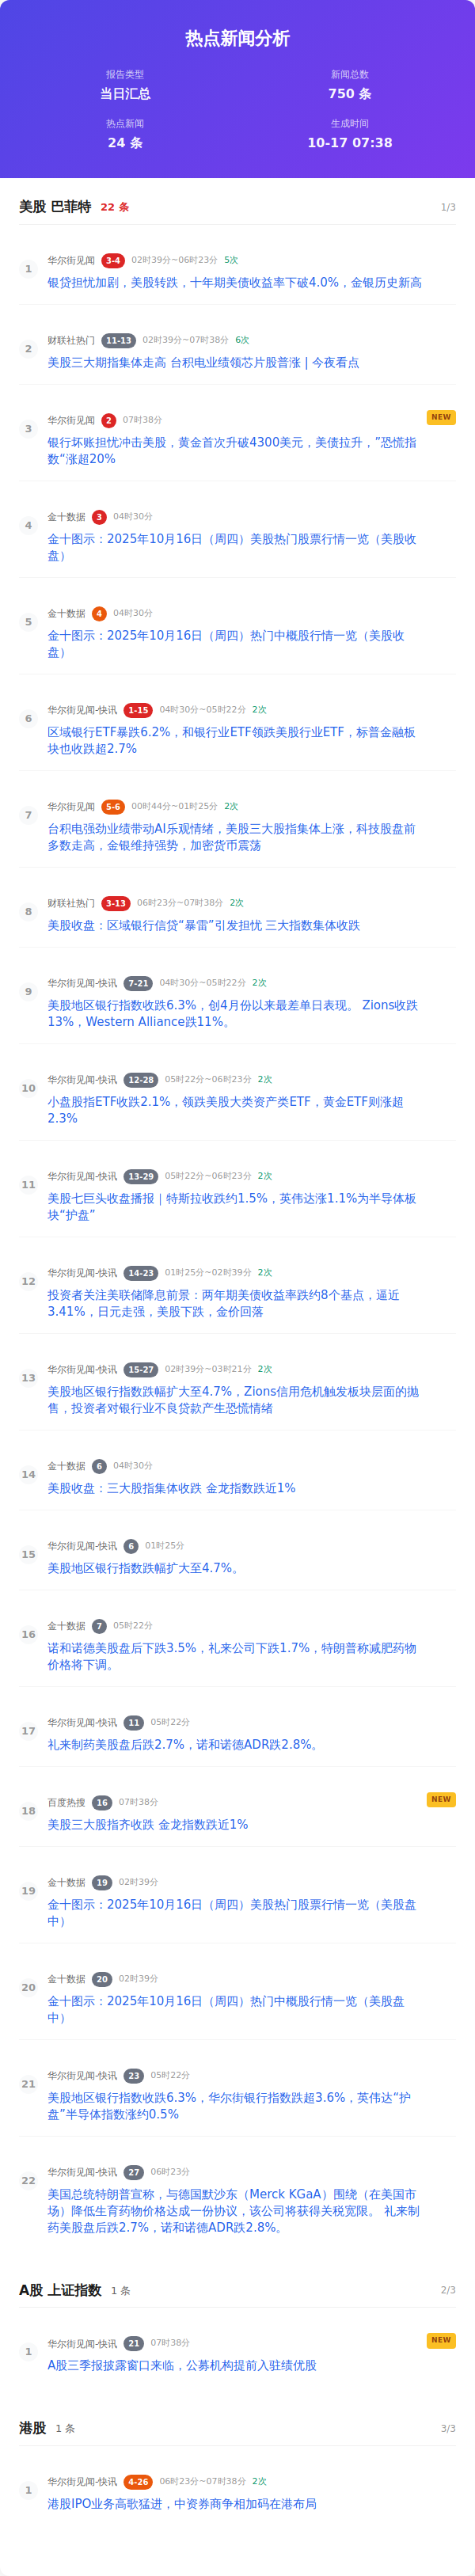 热点新闻分析
报告类型
新闻总数
当日汇总
750 条
热点新闻
生成时间
24 条
10-17 07:38
美股 巴菲特 22 条 1/3
1
华尔街见闻 3-4 02时39分~06时23分 5次
银贷担忧加剧，美股转跌，十年期美债收益率下破4.0%，金银历史新高
2
财联社热门 11-13 02时39分~07时38分 6次
美股三大期指集体走高 台积电业绩领芯片股普涨 | 今夜看点
3
华尔街见闻 2 07时38分 NEW
银行坏账担忧冲击美股，黄金首次升破4300美元，美债拉升，”恐慌指
数“涨超20%
4
金十数据 3 04时30分
金十图示：2025年10月16日（周四）美股热门股票行情一览（美股收
盘）
5
金十数据 4 04时30分
金十图示：2025年10月16日（周四）热门中概股行情一览（美股收
盘）
6
华尔街见闻-快讯 1-15 04时30分~05时22分 2次
区域银行ETF暴跌6.2%，和银行业ETF领跌美股行业ETF，标普金融板
块也收跌超2.7%
7
华尔街见闻 5-6 00时44分~01时25分 2次
台积电强劲业绩带动AI乐观情绪，美股三大股指集体上涨，科技股盘前
多数走高，金银维持强势，加密货币震荡
8
财联社热门 3-13 06时23分~07时38分 2次
美股收盘：区域银行信贷“暴雷”引发担忧 三大指数集体收跌
9
华尔街见闻-快讯 7-21 04时30分~05时22分 2次
美股地区银行指数收跌6.3%，创4月份以来最差单日表现。 Zions收跌
13%，Western Alliance跌11%。
10
华尔街见闻-快讯 12-28 05时22分~06时23分 2次
小盘股指ETF收跌2.1%，领跌美股大类资产类ETF，黄金ETF则涨超
2.3%
11
华尔街见闻-快讯 13-29 05时22分~06时23分 2次
美股七巨头收盘播报｜特斯拉收跌约1.5%，英伟达涨1.1%为半导体板
块“护盘”
12
华尔街见闻-快讯 14-23 01时25分~02时39分 2次
投资者关注美联储降息前景：两年期美债收益率跌约8个基点，逼近
3.41%，日元走强，美股下跌，金价回落
13
华尔街见闻-快讯 15-27 02时39分~03时21分 2次
美股地区银行指数跌幅扩大至4.7%，Zions信用危机触发板块层面的抛
售，投资者对银行业不良贷款产生恐慌情绪
14
金十数据 6 04时30分
美股收盘：三大股指集体收跌 金龙指数跌近1%
15
华尔街见闻-快讯 6 01时25分
美股地区银行指数跌幅扩大至4.7%。
16
金十数据 7 05时22分
诺和诺德美股盘后下跌3.5%，礼来公司下跌1.7%，特朗普称减肥药物
价格将下调。
17
华尔街见闻-快讯 11 05时22分
礼来制药美股盘后跌2.7%，诺和诺德ADR跌2.8%。
18
百度热搜 16 07时38分 NEW
美股三大股指齐收跌 金龙指数跌近1%
19
金十数据 19 02时39分
金十图示：2025年10月16日（周四）美股热门股票行情一览（美股盘
中）
20
金十数据 20 02时39分
金十图示：2025年10月16日（周四）热门中概股行情一览（美股盘
中）
21
华尔街见闻-快讯 23 05时22分
美股地区银行指数收跌6.3%，华尔街银行指数跌超3.6%，英伟达“护
盘”半导体指数涨约0.5%
22
华尔街见闻-快讯 27 06时23分
美国总统特朗普宣称，与德国默沙东（Merck KGaA）围绕（在美国市
场）降低生育药物价格达成一份协议，该公司将获得关税宽限。 礼来制
药美股盘后跌2.7%，诺和诺德ADR跌2.8%。
A股 上证指数 1 条 2/3
1
华尔街见闻-快讯 21 07时38分 NEW
A股三季报披露窗口来临，公募机构提前入驻绩优股
港股 1 条 3/3
1
华尔街见闻-快讯 4-26 06时23分~07时38分 2次
港股IPO业务高歌猛进，中资券商争相加码在港布局